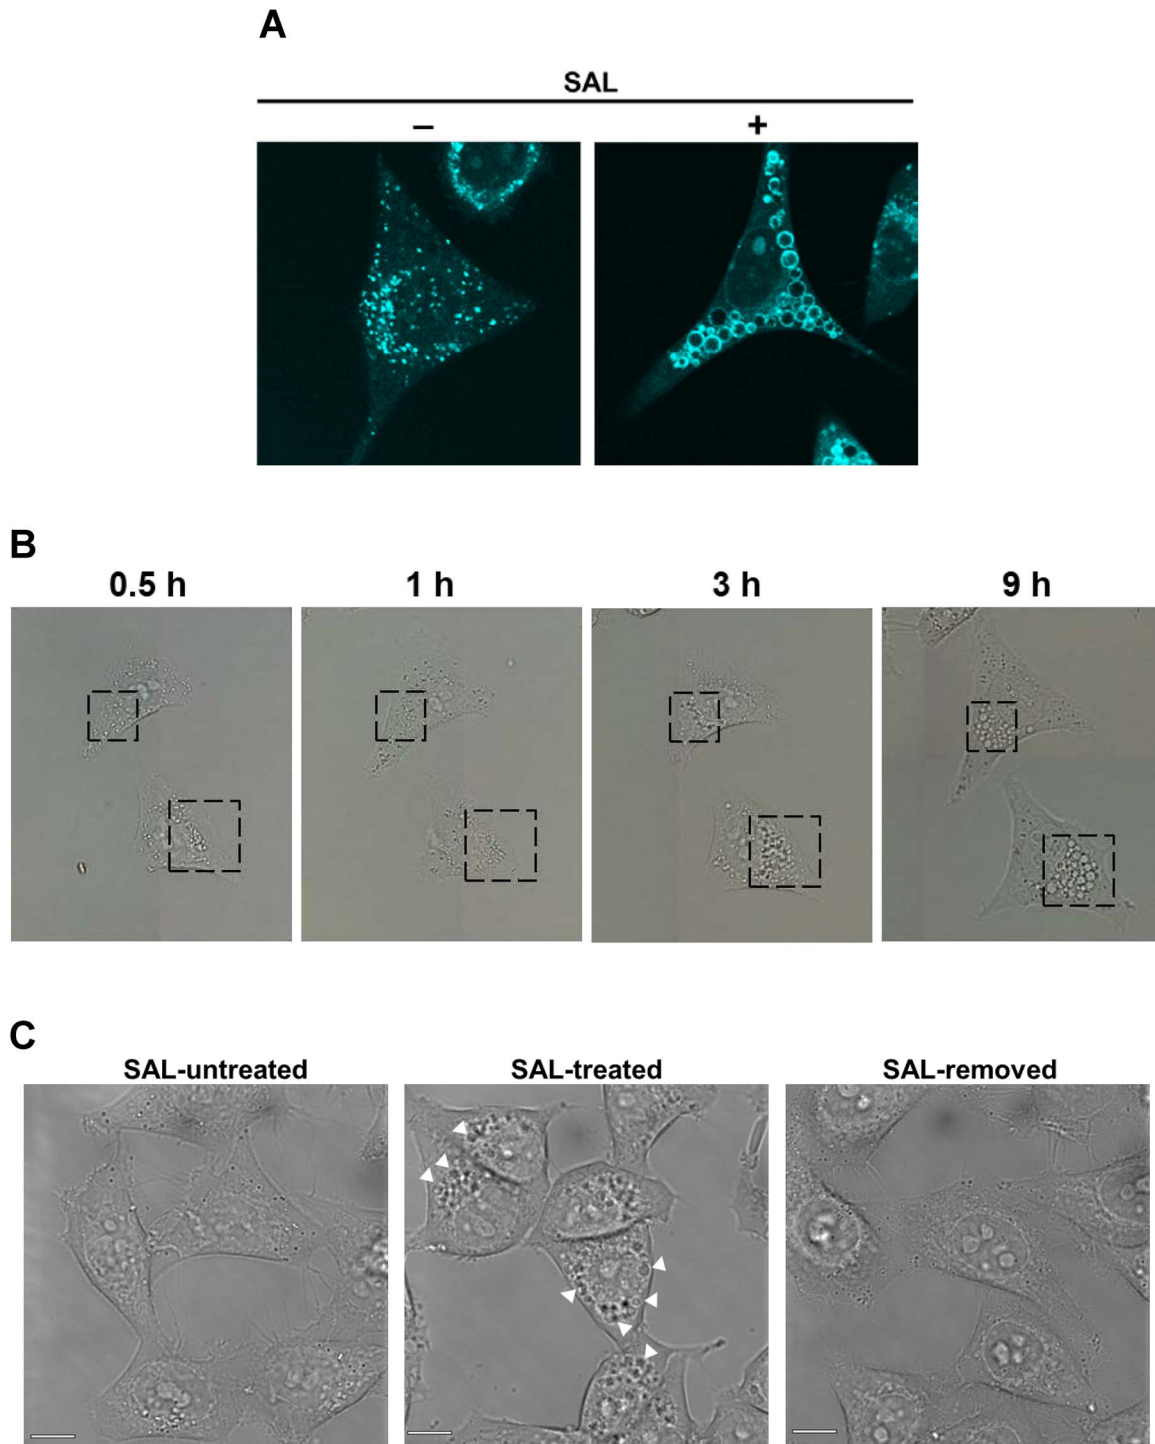 A
SAL
– +
B
0.5 h 1 h 3 h 9 h
C
SAL-untreated SAL-treated SAL-removed